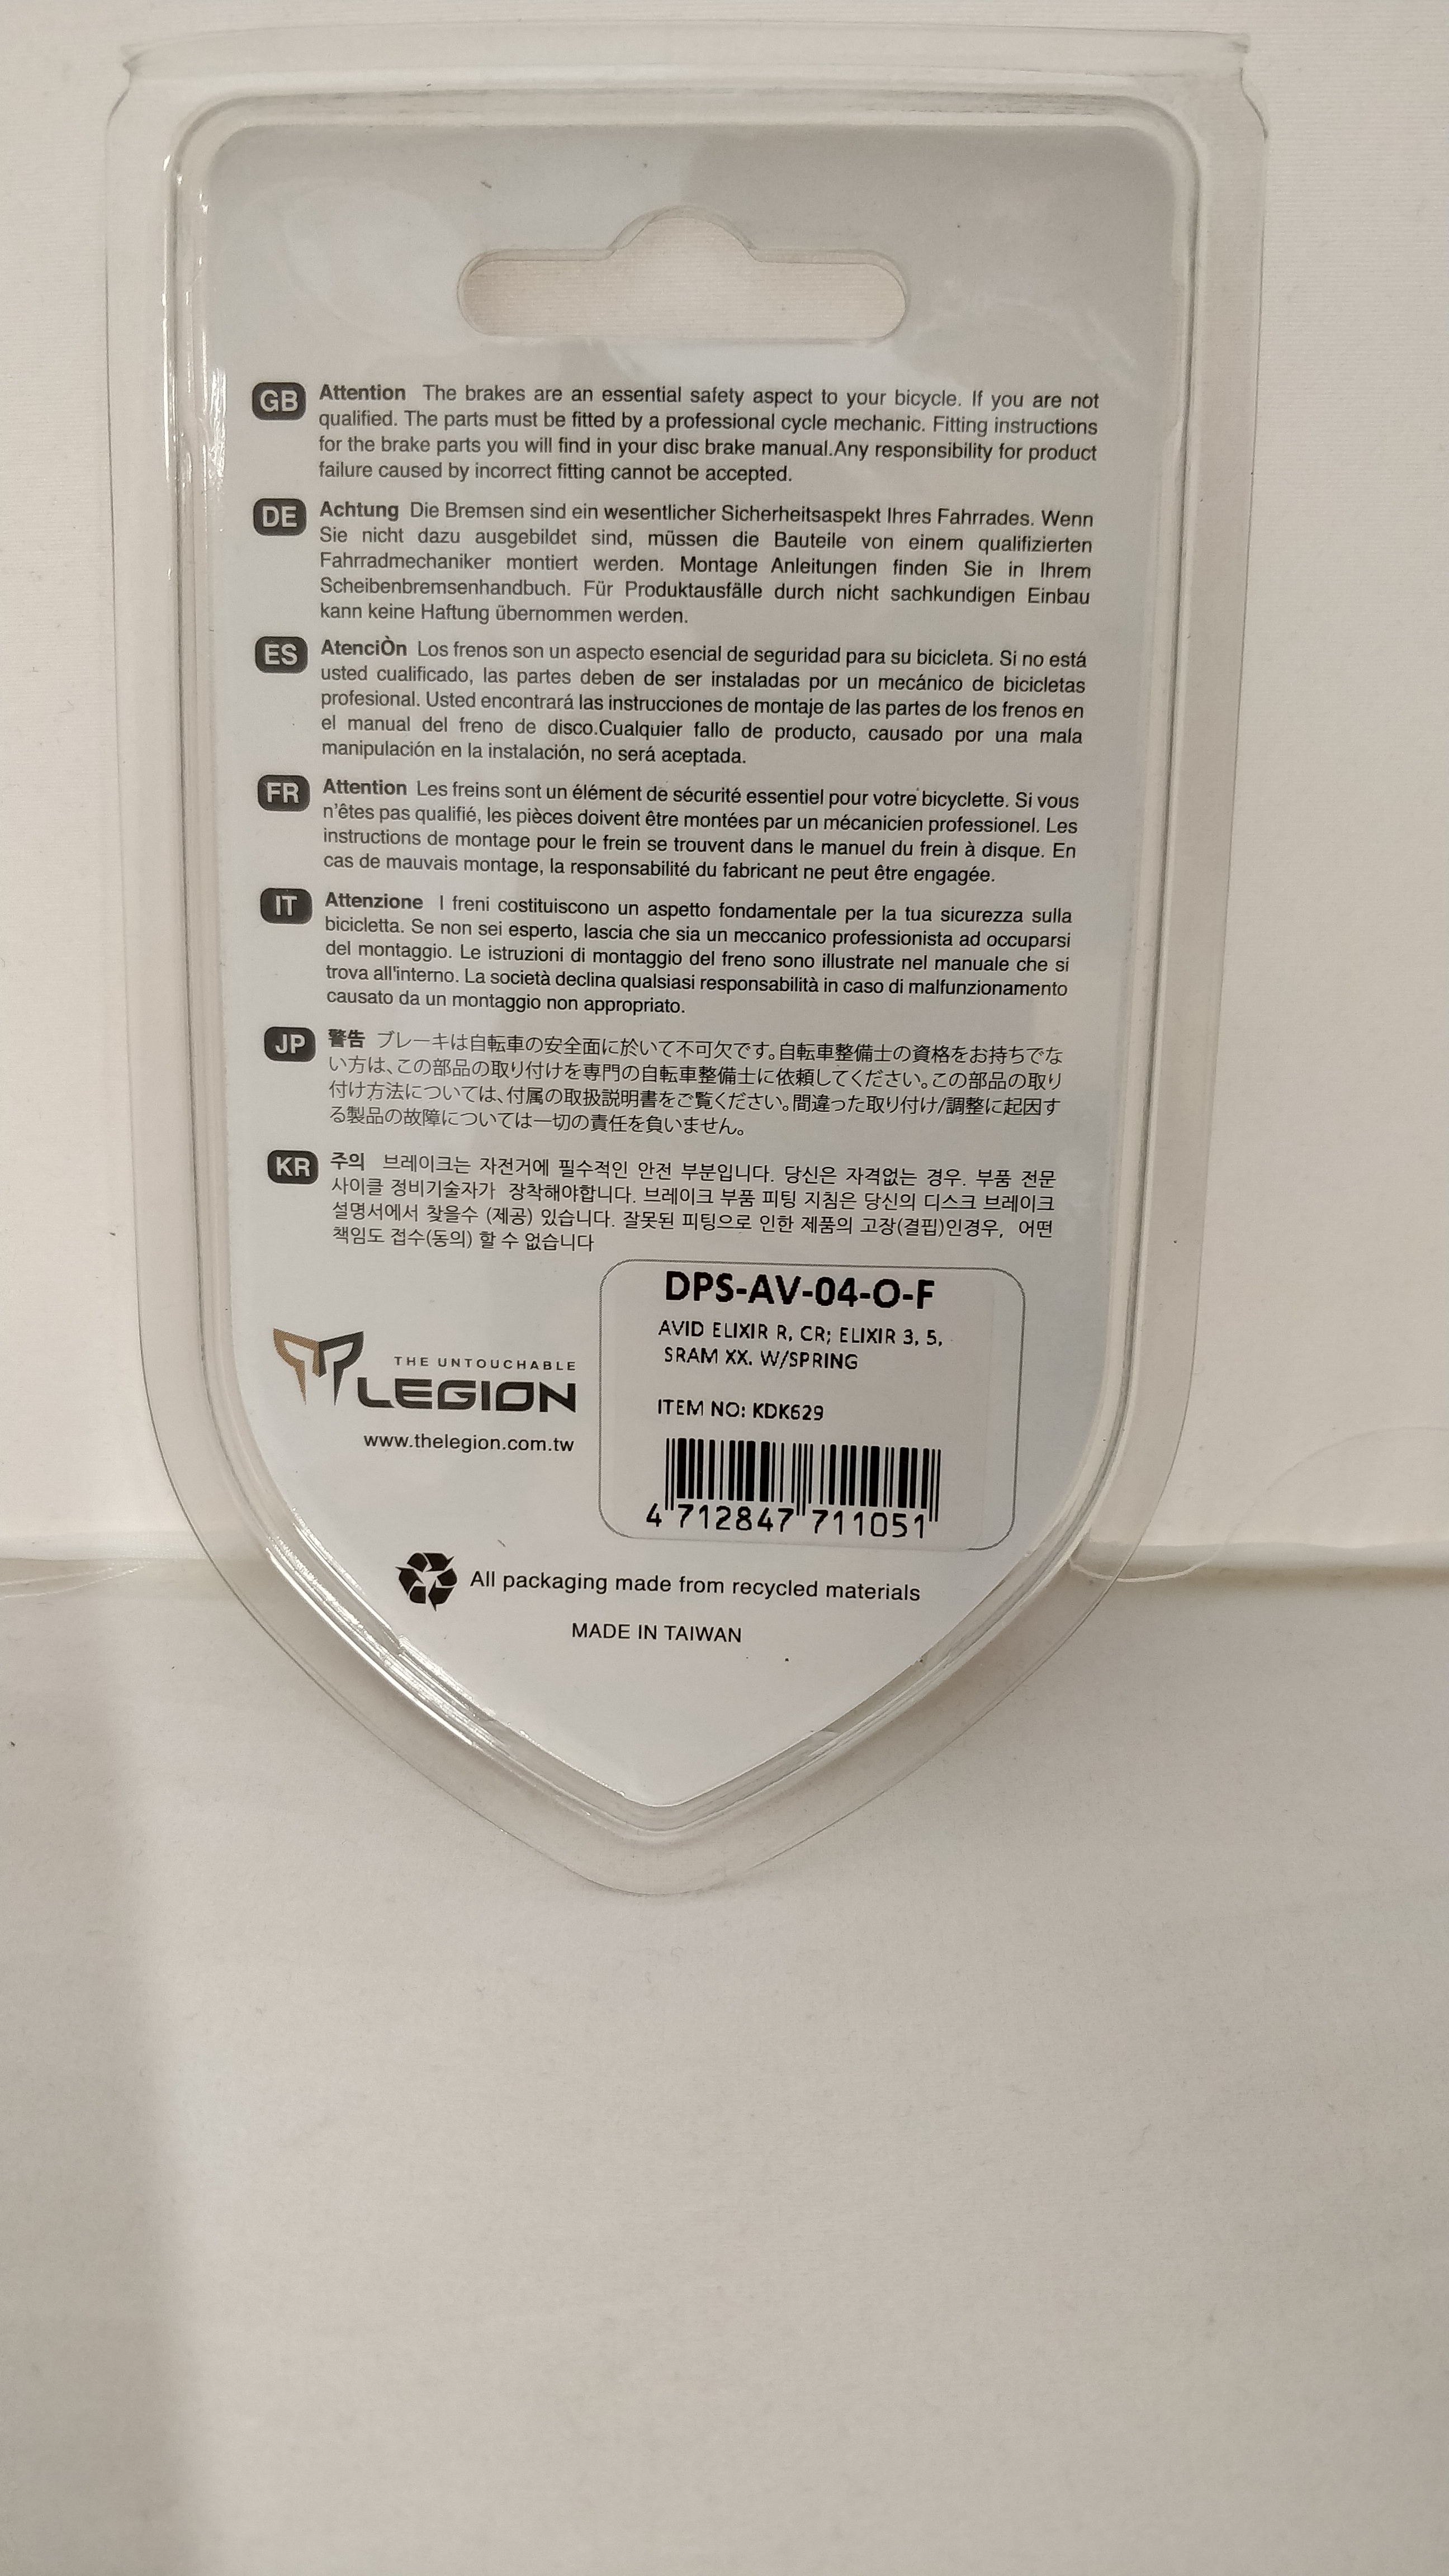 GB Attention The brakes are an essential safety aspect to your bicycle. If you are not
qualified. The parts must be fitted by a professional cycle mechanic. Fitting instructions
for the brake parts you will find in your disc brake manual.Any responsibility for product
failure caused by incorrect fitting cannot be accepted.
DE Achtung Die Bremsen sind ein wesentlicher Sicherheitsaspekt Ihres Fahrrades. Wenn
Sie nicht dazu ausgebildet sind, müssen die Bauteile von einem qualifizierten
Fahrradmechaniker montiert werden. Montage Anleitungen finden Sie in Ihrem
Scheibenbremsenhandbuch. Für Produktausfälle durch nicht sachkundigen Einbau
kann keine Haftung übernommen werden.
ES AtenciÒn Los frenos son un aspecto esencial de seguridad para su bicicleta. Si no está
usted cualificado, las partes deben de ser instaladas por un mecánico de bicicletas
profesional. Usted encontrará las instrucciones de montaje de las partes de los frenos en
el manual del freno de disco.Cualquier fallo de producto, causado por una mala
manipulación en la instalación, no será aceptada.
FR Attention Les freins sont un élément de sécurité essentiel pour votre bicyclette. Si vous
n'êtes pas qualifié, les pièces doivent être montées par un mécanicien professionel. Les
instructions de montage pour le frein se trouvent dans le manuel du frein à disque. En
cas de mauvais montage, la responsabilité du fabricant ne peut être engagée.
IT Attenzione I freni costituiscono un aspetto fondamentale per la tua sicurezza sulla
bicicletta. Se non sei esperto, lascia che sia un meccanico professionista ad occuparsi
del montaggio. Le istruzioni di montaggio del freno sono illustrate nel manuale che si
trova all'interno. La società declina qualsiasi responsabilità in caso di malfunzionamento
causato da un montaggio non appropriato.
JP 警告 ブレーキは自転車の安全面に於いて不可欠です。自転車整備士の資格をお持ちでな
い方は、この部品の取り付けを専門の自転車整備士に依頼してください。この部品の取り
付け方法については、付属の取扱説明書をご覧ください。間違った取り付け/調整に起因す
る製品の故障については一切の責任を負いません。
KR 주의 브레이크는 자전거에 필수적인 안전 부분입니다. 당신은 자격없는 경우. 부품 전문
사이클 정비기술자가 장착해야합니다. 브레이크 부품 피팅 지침은 당신의 디스크 브레이크
설명서에서 찾을수 (제공) 있습니다. 잘못된 피팅으로 인한 제품의 고장(결핍)인경우, 어떤
책임도 접수(동의) 할 수 없습니다
THE UNTOUCHABLE
LEGION
www.thelegion.com.tw
DPS-AV-04-O-F
AVID ELIXIR R, CR; ELIXIR 3, 5,
SRAM XX. W/SPRING
ITEM NO: KDK629
4 712847 711051
All packaging made from recycled materials
MADE IN TAIWAN